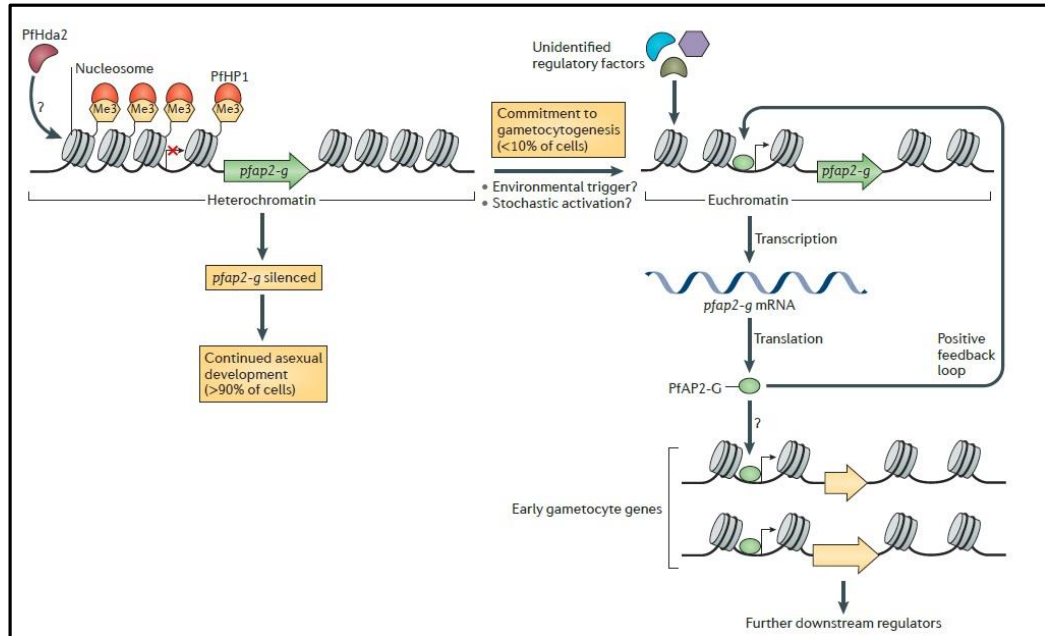 PfHda2
Nucleosome
PfHP1
?
Me3
Me3
Me3
Me3
pfap2-g
Heterochromatin
pfap2-g silenced
Continued asexual
development
(>90% of cells)
Commitment to
gametocytogenesis
(<10% of cells)
• Environmental trigger?
• Stochastic activation?
Unidentified
regulatory factors
pfap2-g
Euchromatin
Transcription
pfap2-g mRNA
Translation
Positive
feedback
loop
PfAP2-G
?
Early gametocyte genes
Further downstream regulators